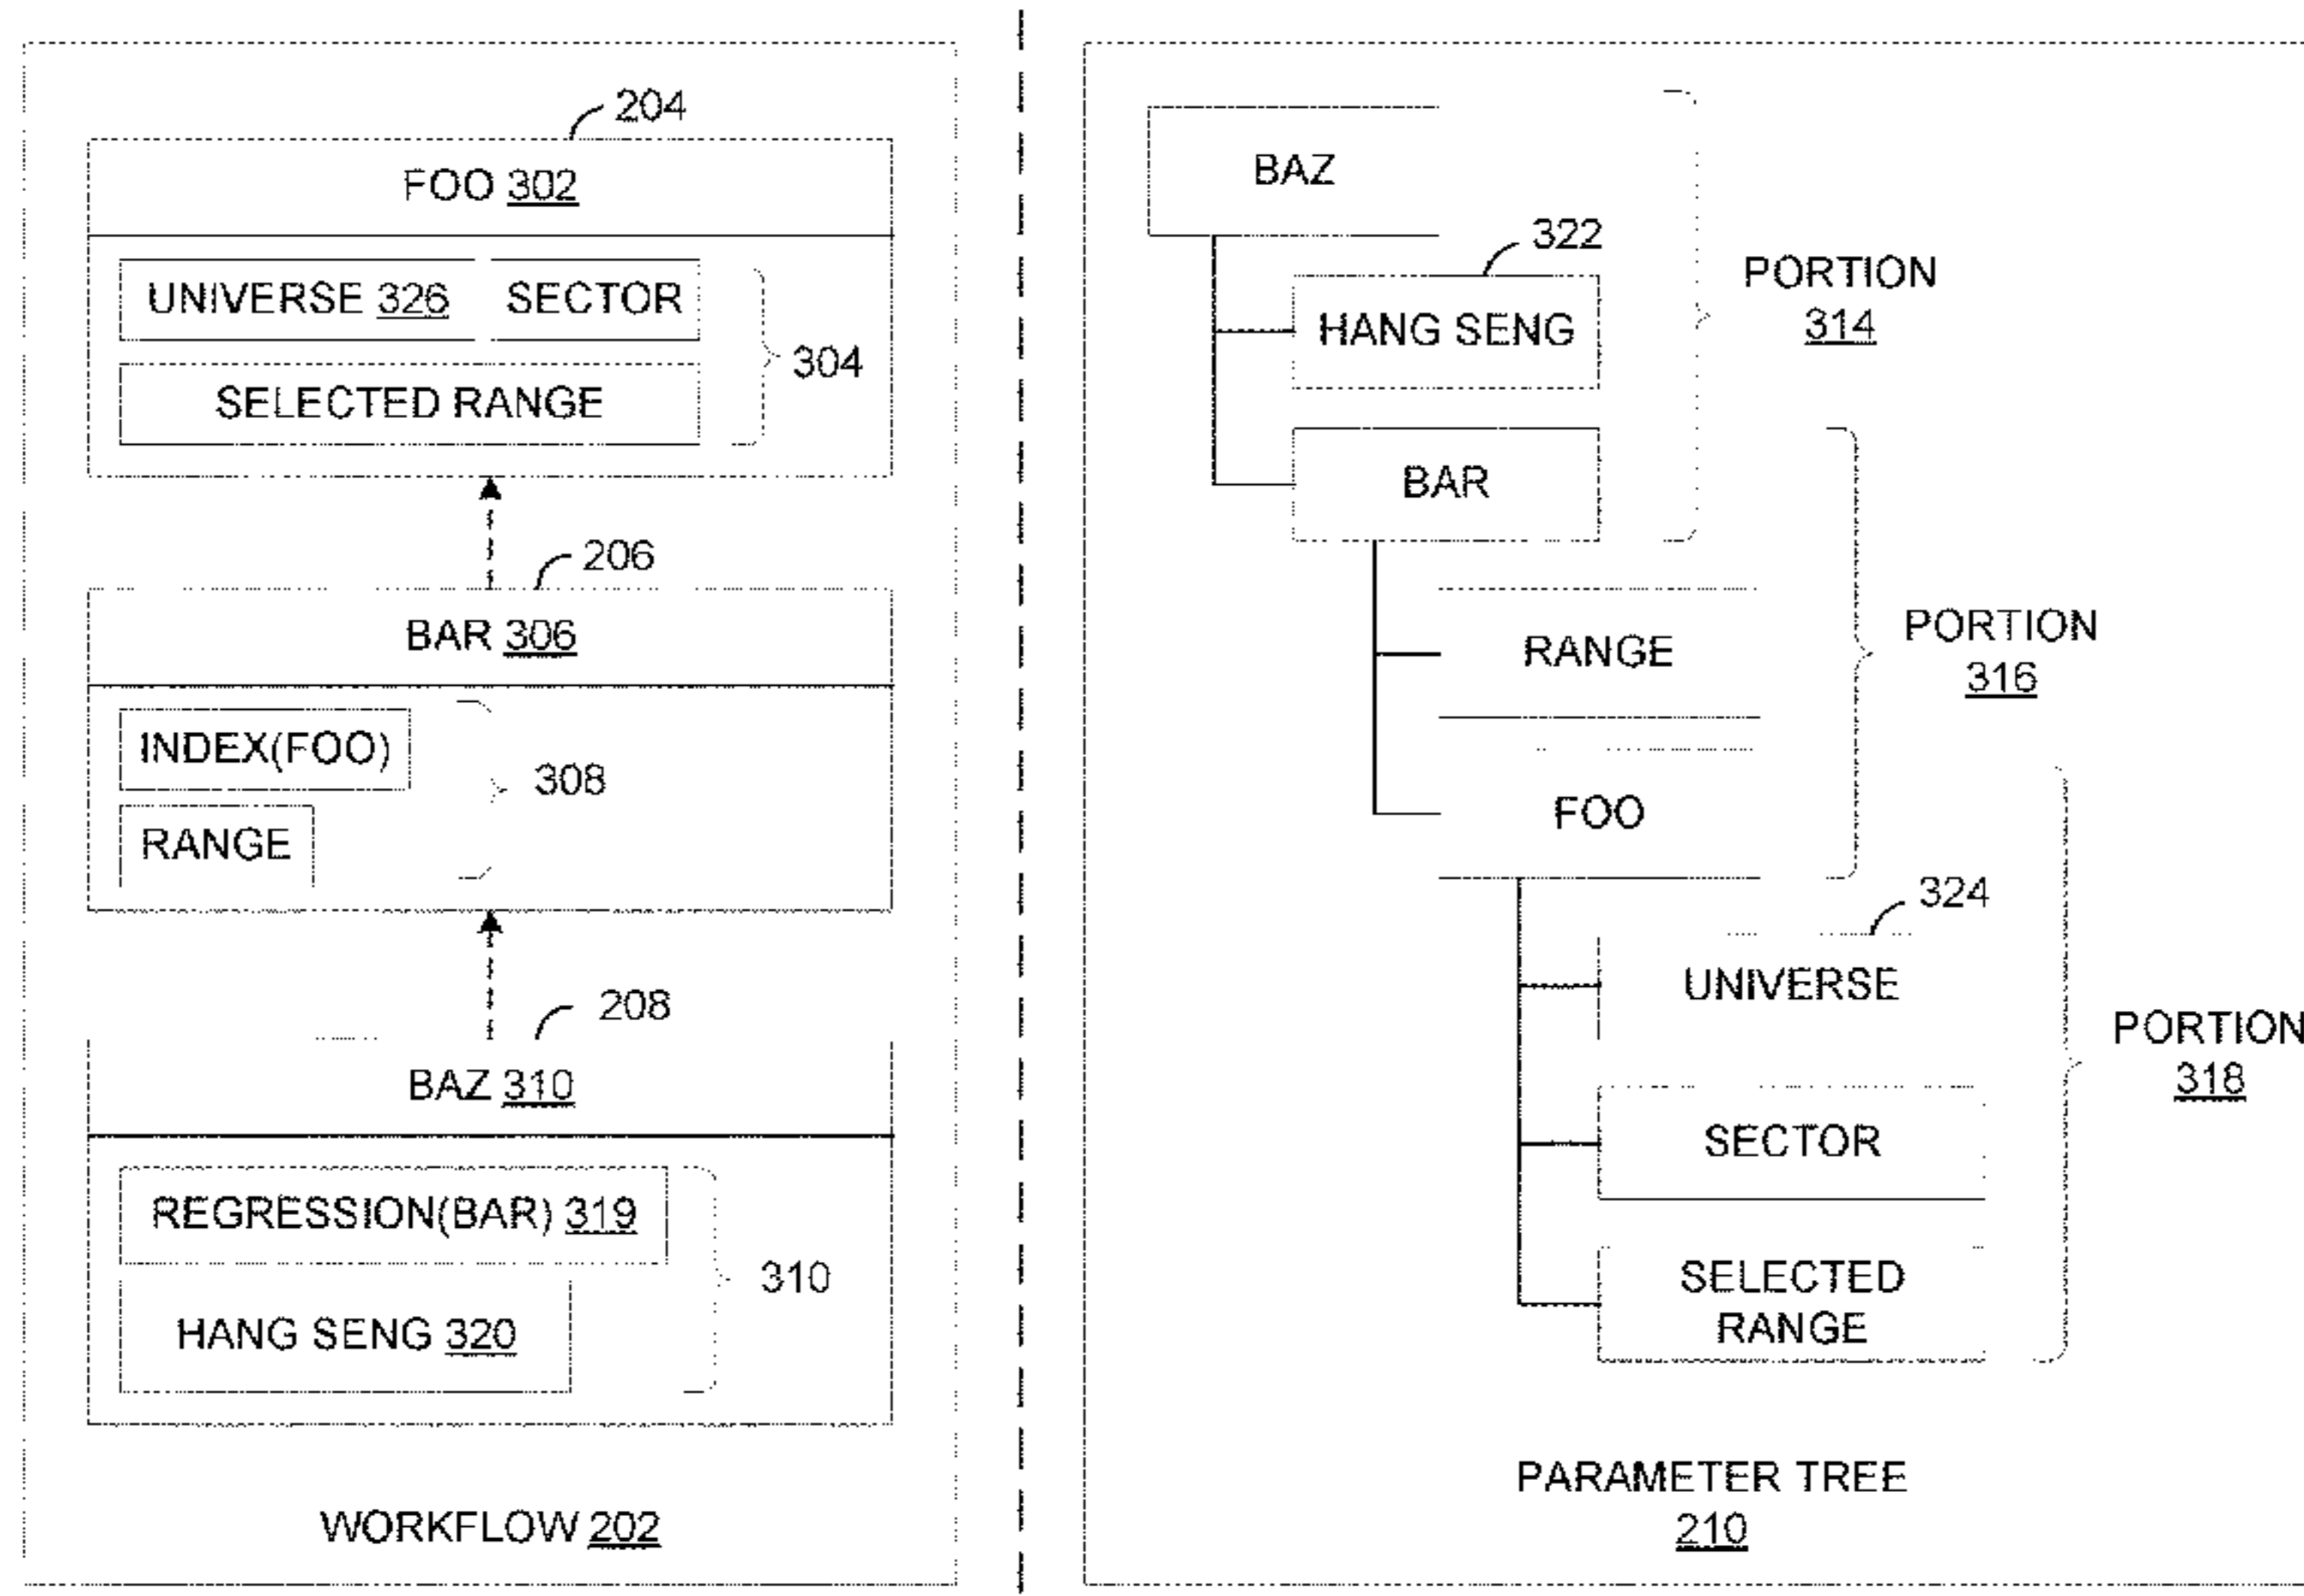 204
FOO 302
UNIVERSE 326 SECTOR
304
SELECTED RANGE
206
BAR 306
INDEX(FOO)
308
RANGE
208
BAZ 310
REGRESSION(BAR) 319
310
HANG SENG 320
WORKFLOW 202
BAZ
322
HANG SENG
PORTION
314
BAR
RANGE
PORTION
316
FOO
324
UNIVERSE
PORTION
318
SECTOR
SELECTED
RANGE
PARAMETER TREE
210